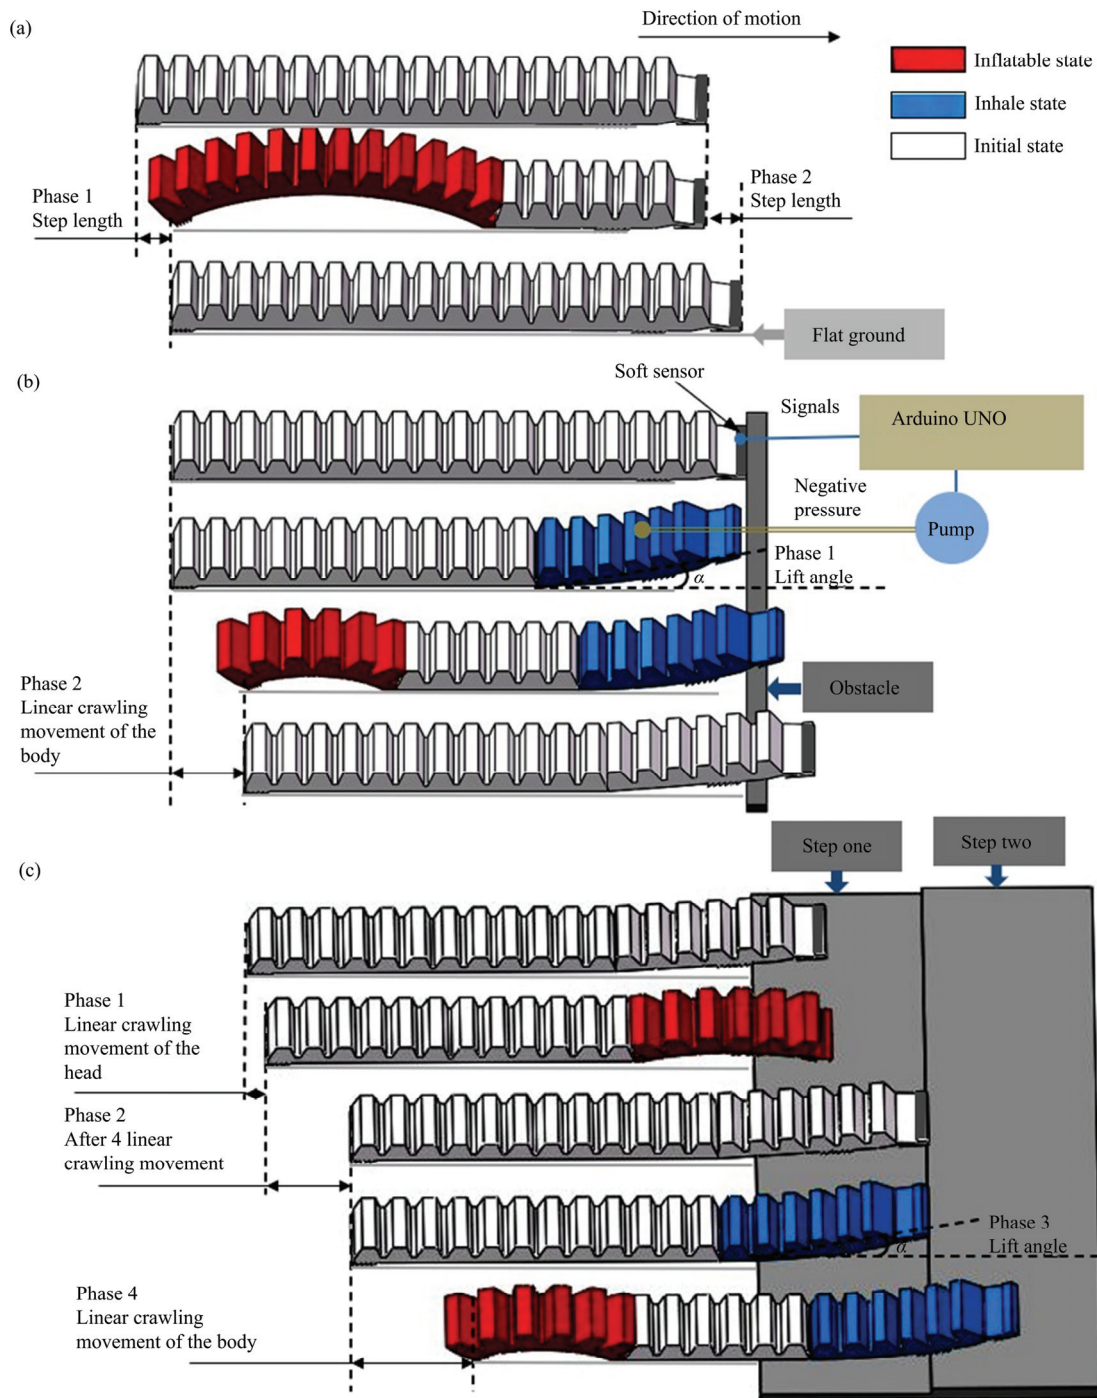 (a)
Direction of motion
Inflatable state
Inhale state
Initial state
Phase 1
Step length
Phase 2
Step length
Flat ground
(b)
Soft sensor
Signals
Arduino UNO
Negative
pressure
Pump
Phase 1
Lift angle
α
Phase 2
Linear crawling
movement of the
body
Obstacle
(c)
Step one
Step two
Phase 1
Linear crawling
movement of the
head
Phase 2
After 4 linear
crawling movement
Phase 3
Lift angle
α
Phase 4
Linear crawling
movement of the body